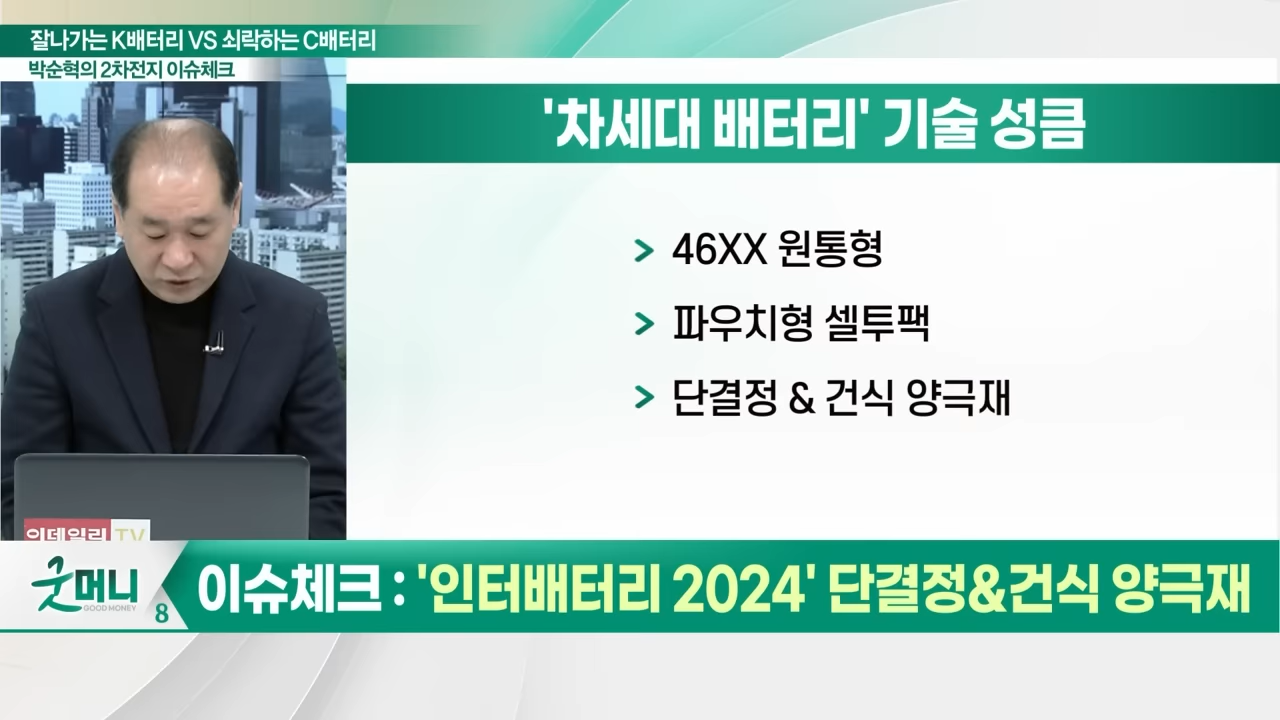 잘나가는 K배터리 VS 쇠락하는 C배터리
박순혁의 2차전지 이슈체크
'차세대 배터리' 기술 성큼
> 46XX 원통형
> 파우치형 셀투팩
> 단결정 & 건식 양극재
이데일리 TV
굿머니
GOOD MONEY
8
이슈체크 : '인터배터리 2024' 단결정&건식 양극재